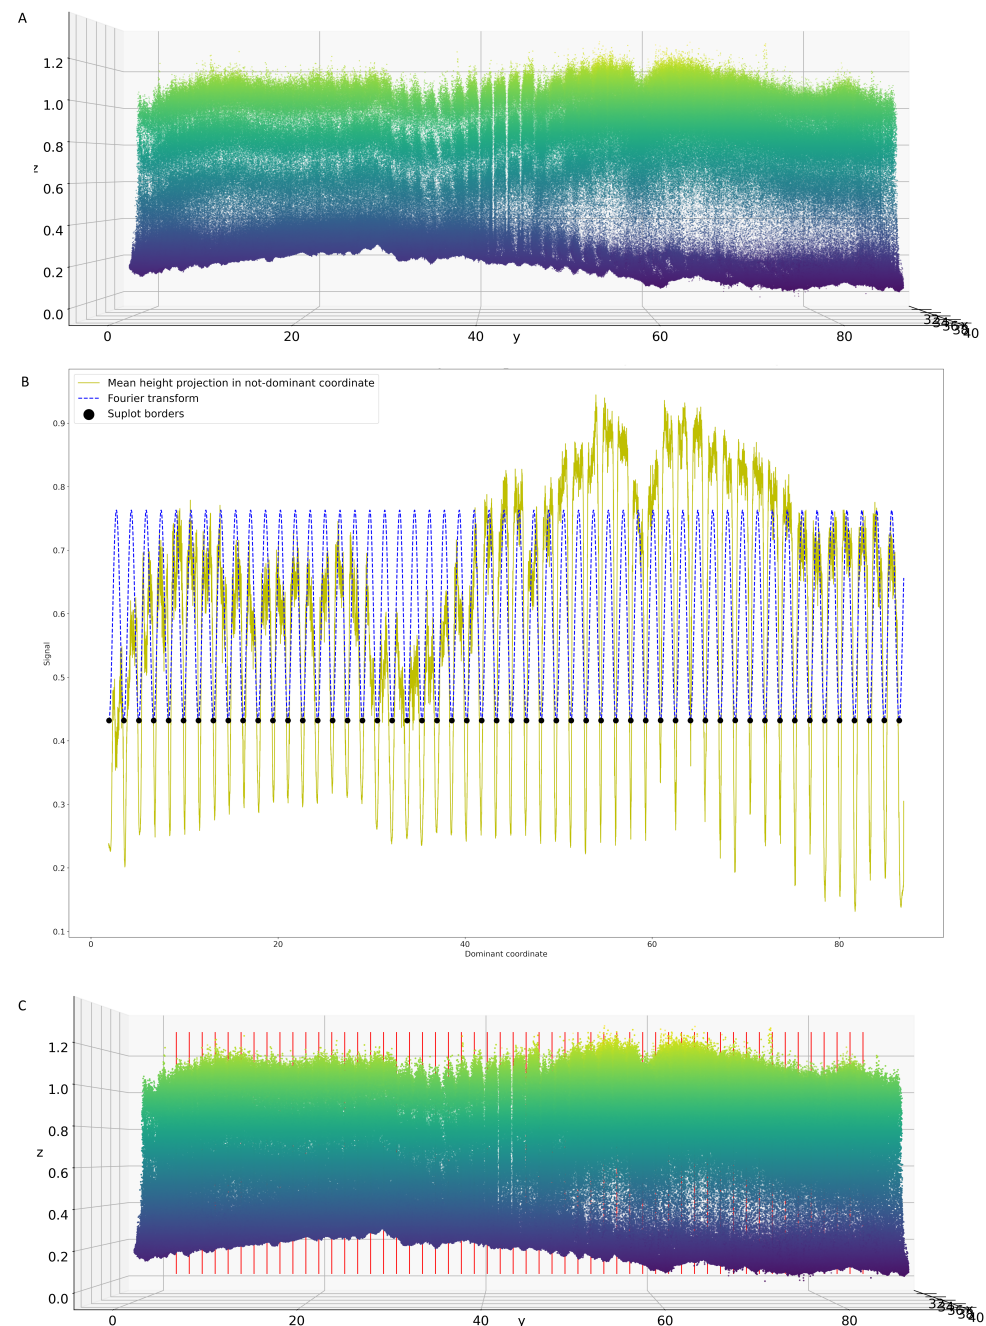 A
z
1.2
1.0
0.8
0.6
0.4
0.2
0.0
0 20 40 60 80
y
40
B
Mean height projection in not-dominant coordinate
Fourier transform
Suplot borders
Signal
0.9
0.8
0.7
0.6
0.5
0.4
0.3
0.2
0.1
0 20 40 60 80
Dominant coordinate
C
z
1.2
1.0
0.8
0.6
0.4
0.2
0.0
0 20 40 60 80
y
40